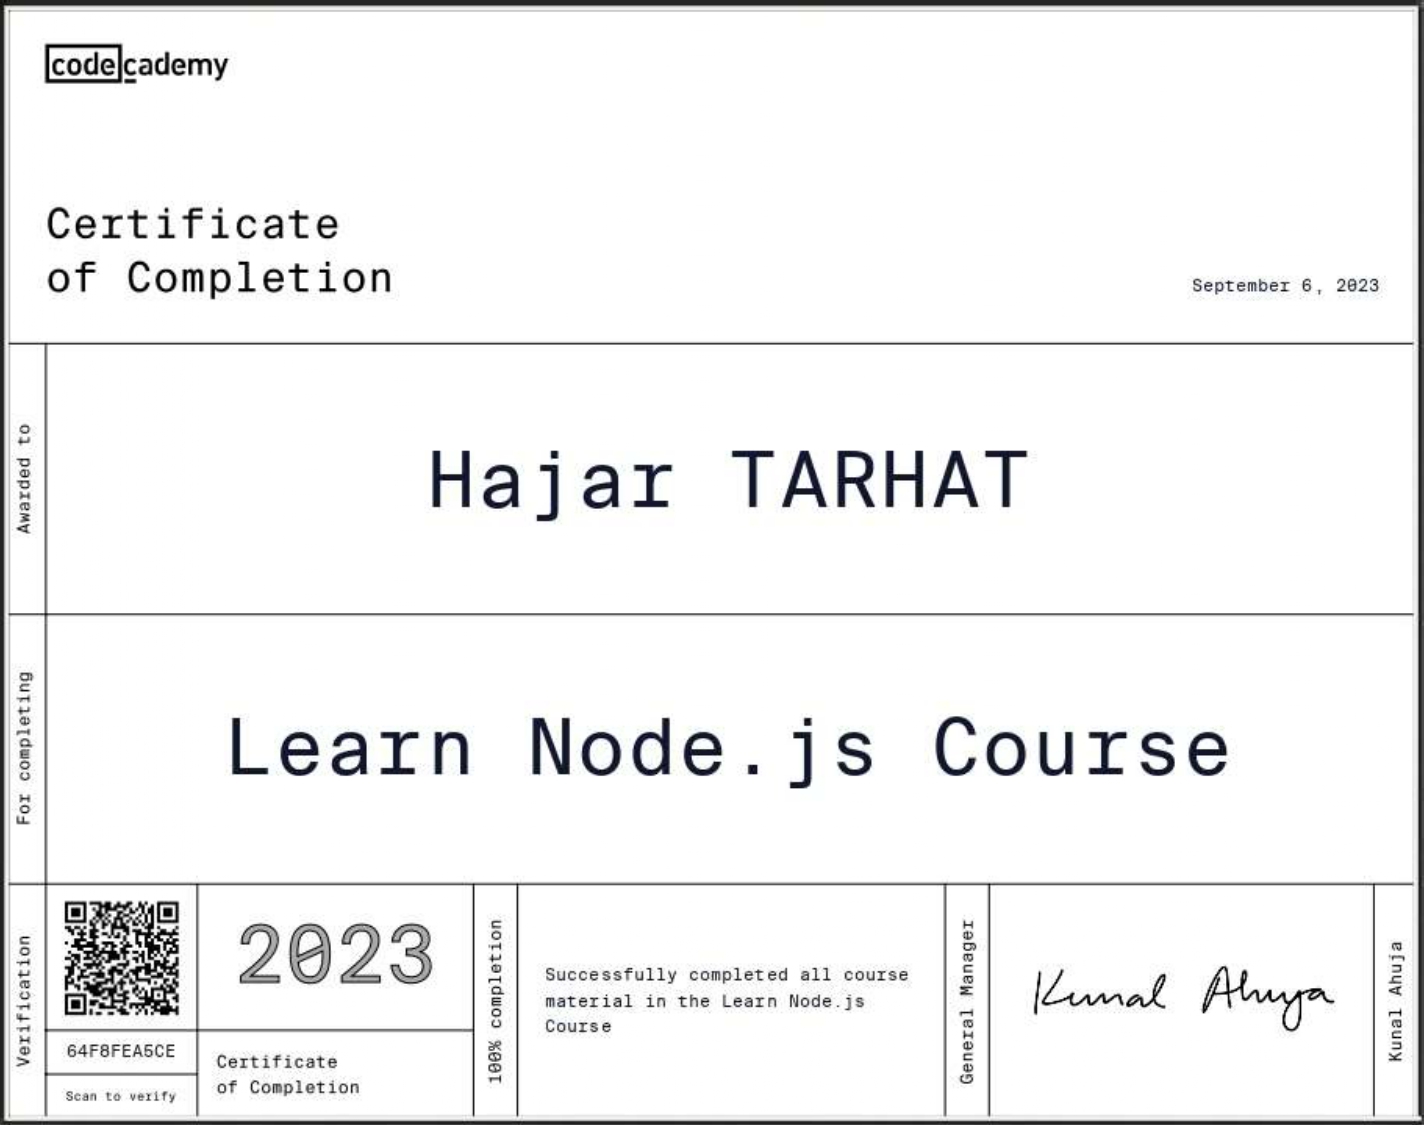 codecademy
Certificate
of Completion
September 6, 2023
Awarded to
Hajar TARHAT
For completing
Learn Node.js Course
Verification
64F8FEA5CE
Scan to verify
2023
Certificate
of Completion
100% completion
Successfully completed all course
material in the Learn Node.js
Course
General Manager
Kunal Ahuja
Kunal Ahuja